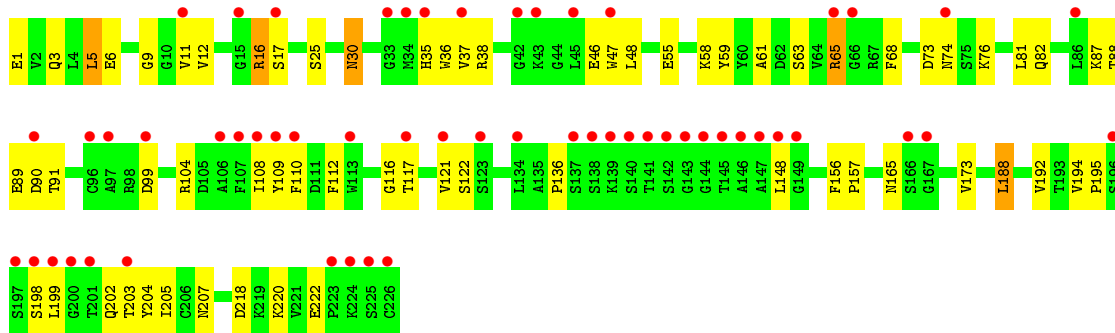 E1 V2 Q3 L4 L5 E6 G9 G10 V11 V12 G15 R16 S17 S25 N30 G33 M34 H35 W36 V37 R38 G42 K43 G44 L45 E46 W47 L48 E55 K58 Y59 Y60 A61 D62 S63 V64 R65 G66 R67 F68 D73 N74 S75 K76 L81 Q82 L86 K87 T88
E89 D90 T91 C96 A97 R98 D99 R104 D105 A106 F107 I108 Y109 F110 D111 F112 W113 G116 T117 V121 S122 S123 L134 A135 P136 S137 S138 K139 S140 T141 S142 G143 G144 T145 A146 A147 L148 G149 F156 P157 N165 S166 G167 V173 L188 V192 T193 V194 P195 S196
S197 S198 L199 G200 T201 Q202 T203 Y204 I205 C206 N207 D218 K219 K220 V221 E222 P223 K224 S225 C226